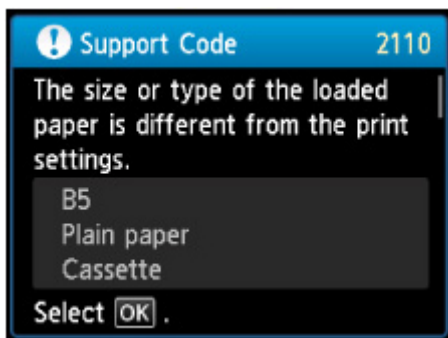 Support Code 2110
The size or type of the loaded
paper is different from the print
settings.
B5
Plain paper
Cassette
Select OK .